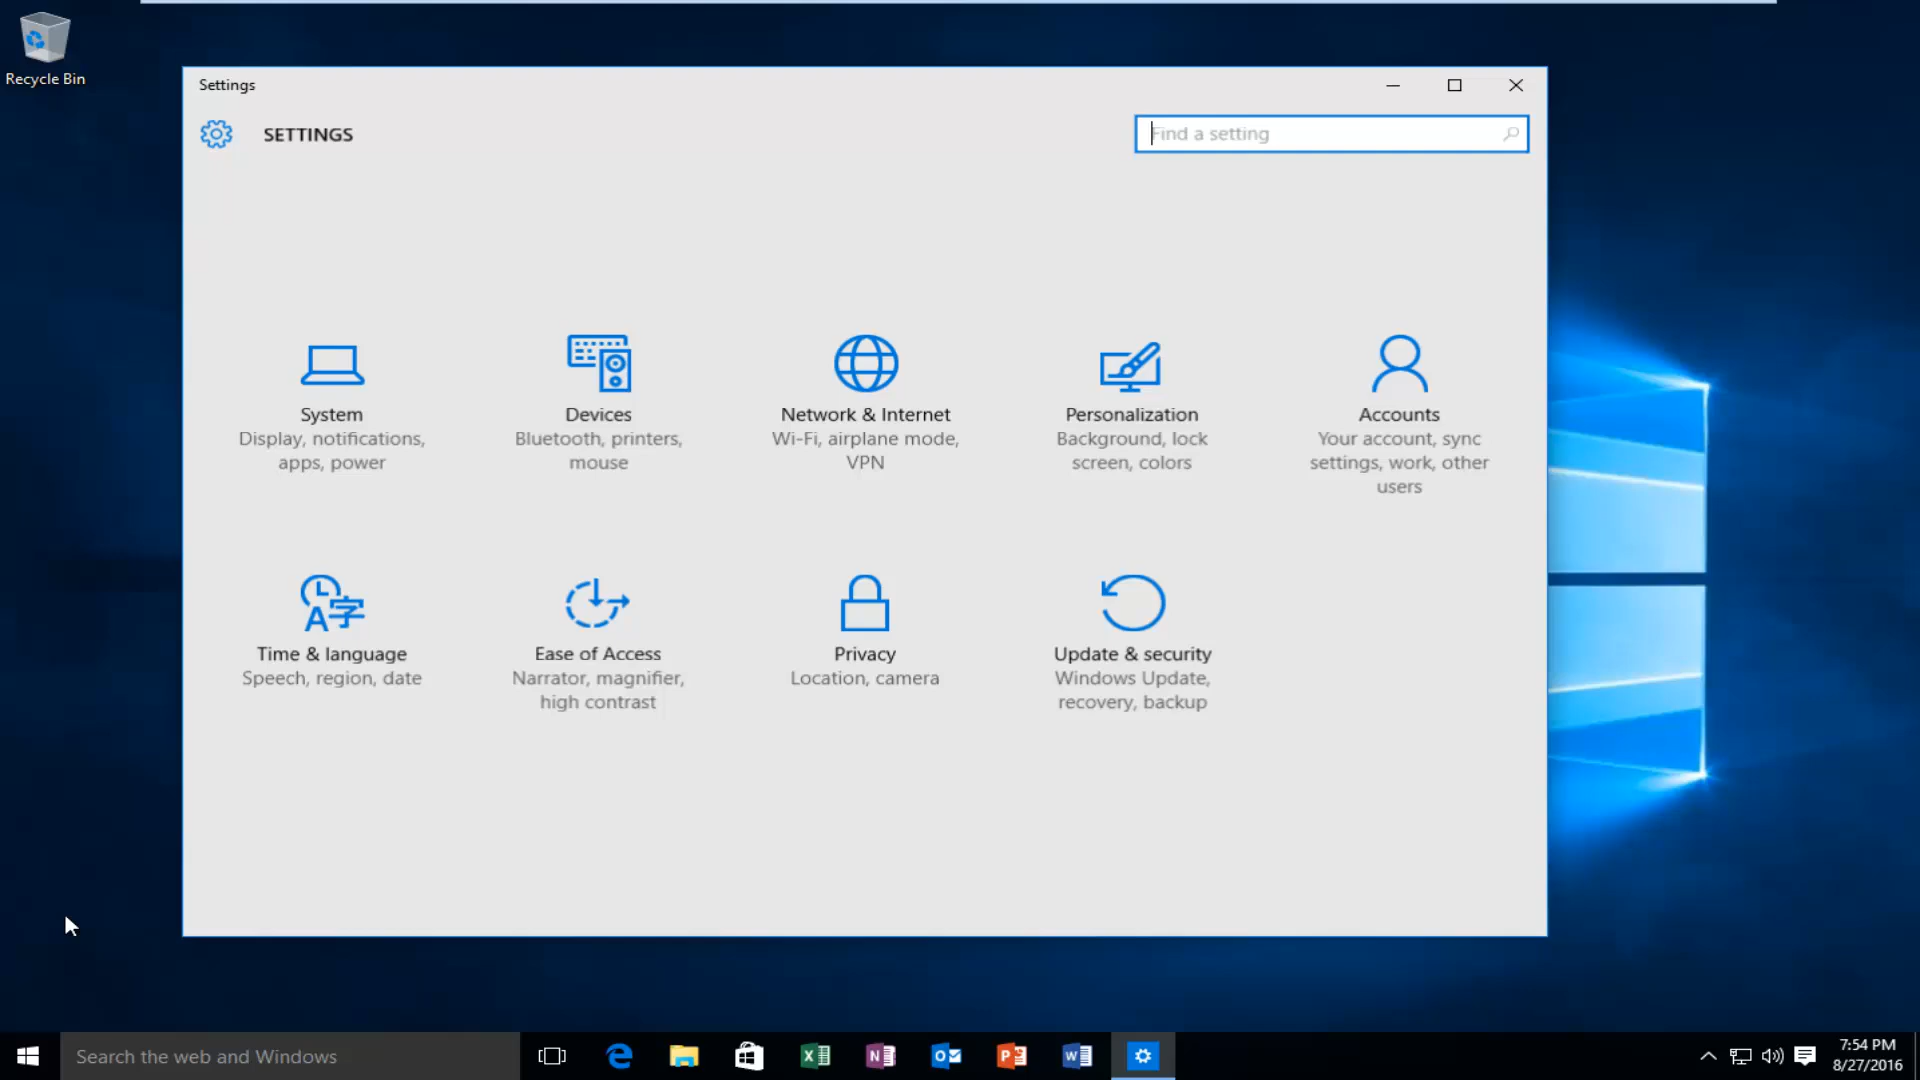 Recycle Bin
Settings
SETTINGS
Find a setting
System
Display, notifications,
apps, power
Devices
Bluetooth, printers,
mouse
Network & Internet
Wi-Fi, airplane mode,
VPN
Personalization
Background, lock
screen, colors
Accounts
Your account, sync
settings, work, other
users
Time & language
Speech, region, date
Ease of Access
Narrator, magnifier,
high contrast
Privacy
Location, camera
Update & security
Windows Update,
recovery, backup
Search the web and Windows
7:54 PM
8/27/2016